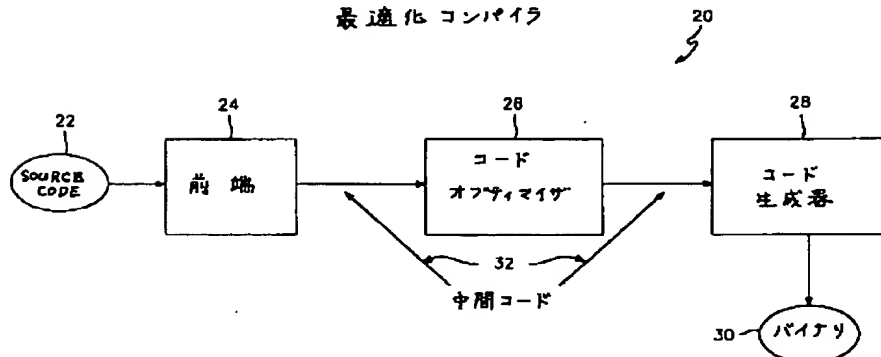 最適化コンパイラ
20
22
24
26
28
SOURCE
CODE
前端
コード
オプティマイザ
コード
生成器
32
中間コード
30
バイナリ